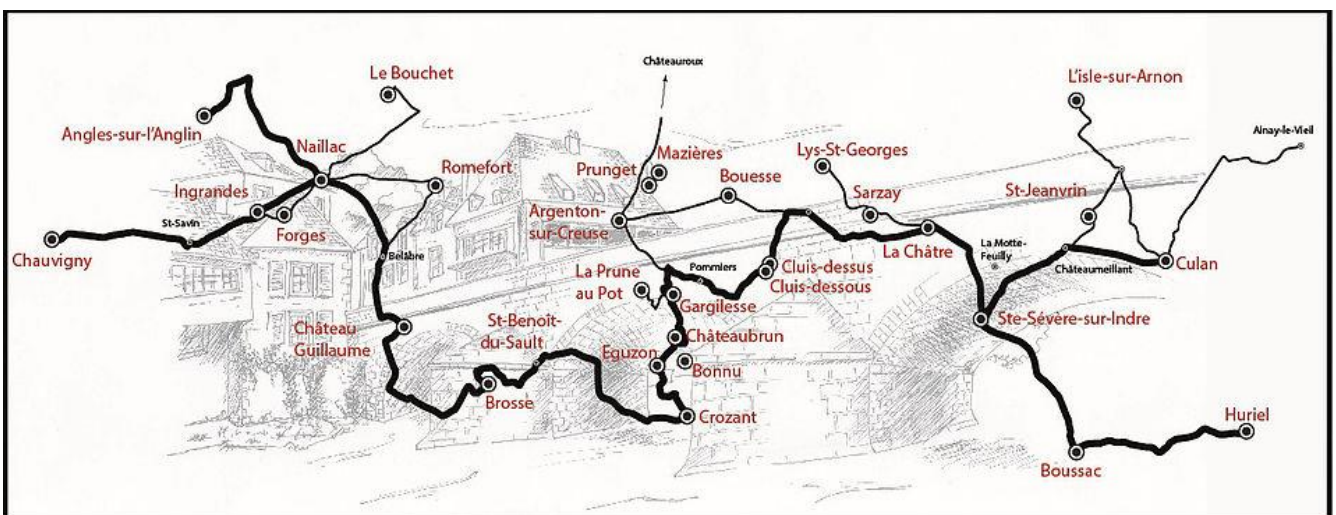 Châteauroux
Le Bouchet
L'isle-sur-Arnon
Angles-sur-l'Anglin
Ainay-le-Vieil
Naillac
Mazières
Lys-St-Georges
Romefort
Prunget
Bouesse
Ingrandes
Sarzay
St-Jeanvrin
Argenton-
sur-Creuse
St-Savin
Forges
La Châtre
La Motte-
Feuilly
Chauvigny
Belâbre
La Prune
au Pot
Pommiers
Cluis-dessus
Cluis-dessous
Châteaumeillant
Culan
Gargilesse
Château
Guillaume
St-Benoît-
du-Sault
Ste-Sévère-sur-Indre
Châteaubrun
Eguzon
Bonnu
Brosse
Crozant
Huriel
Boussac